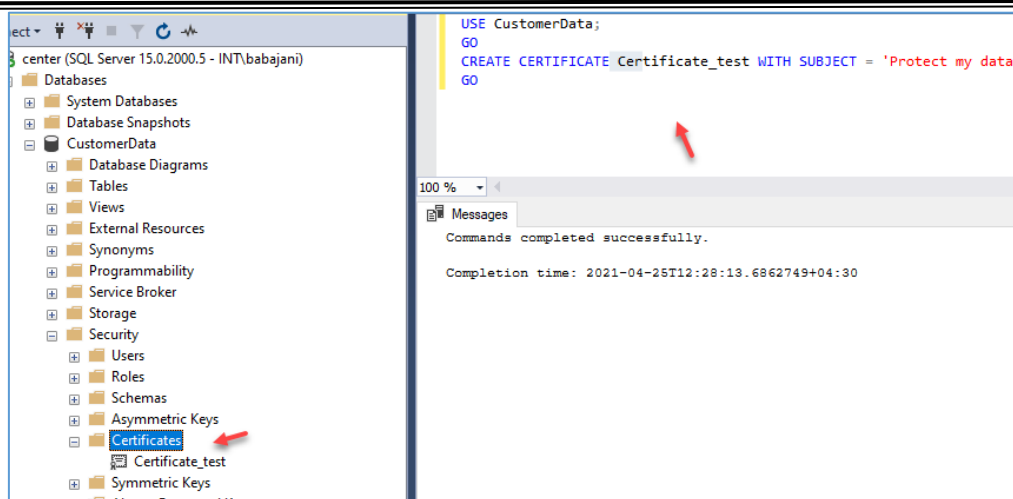 ect
center (SQL Server 15.0.2000.5 - INT\babajani)
Databases
System Databases
Database Snapshots
CustomerData
Database Diagrams
Tables
Views
External Resources
Synonyms
Programmability
Service Broker
Storage
Security
Users
Roles
Schemas
Asymmetric Keys
Certificates
Certificate_test
Symmetric Keys
USE CustomerData;
GO
CREATE CERTIFICATE Certificate_test WITH SUBJECT = 'Protect my data
GO
100 %
Messages
Commands completed successfully.
Completion time: 2021-04-25T12:28:13.6862749+04:30